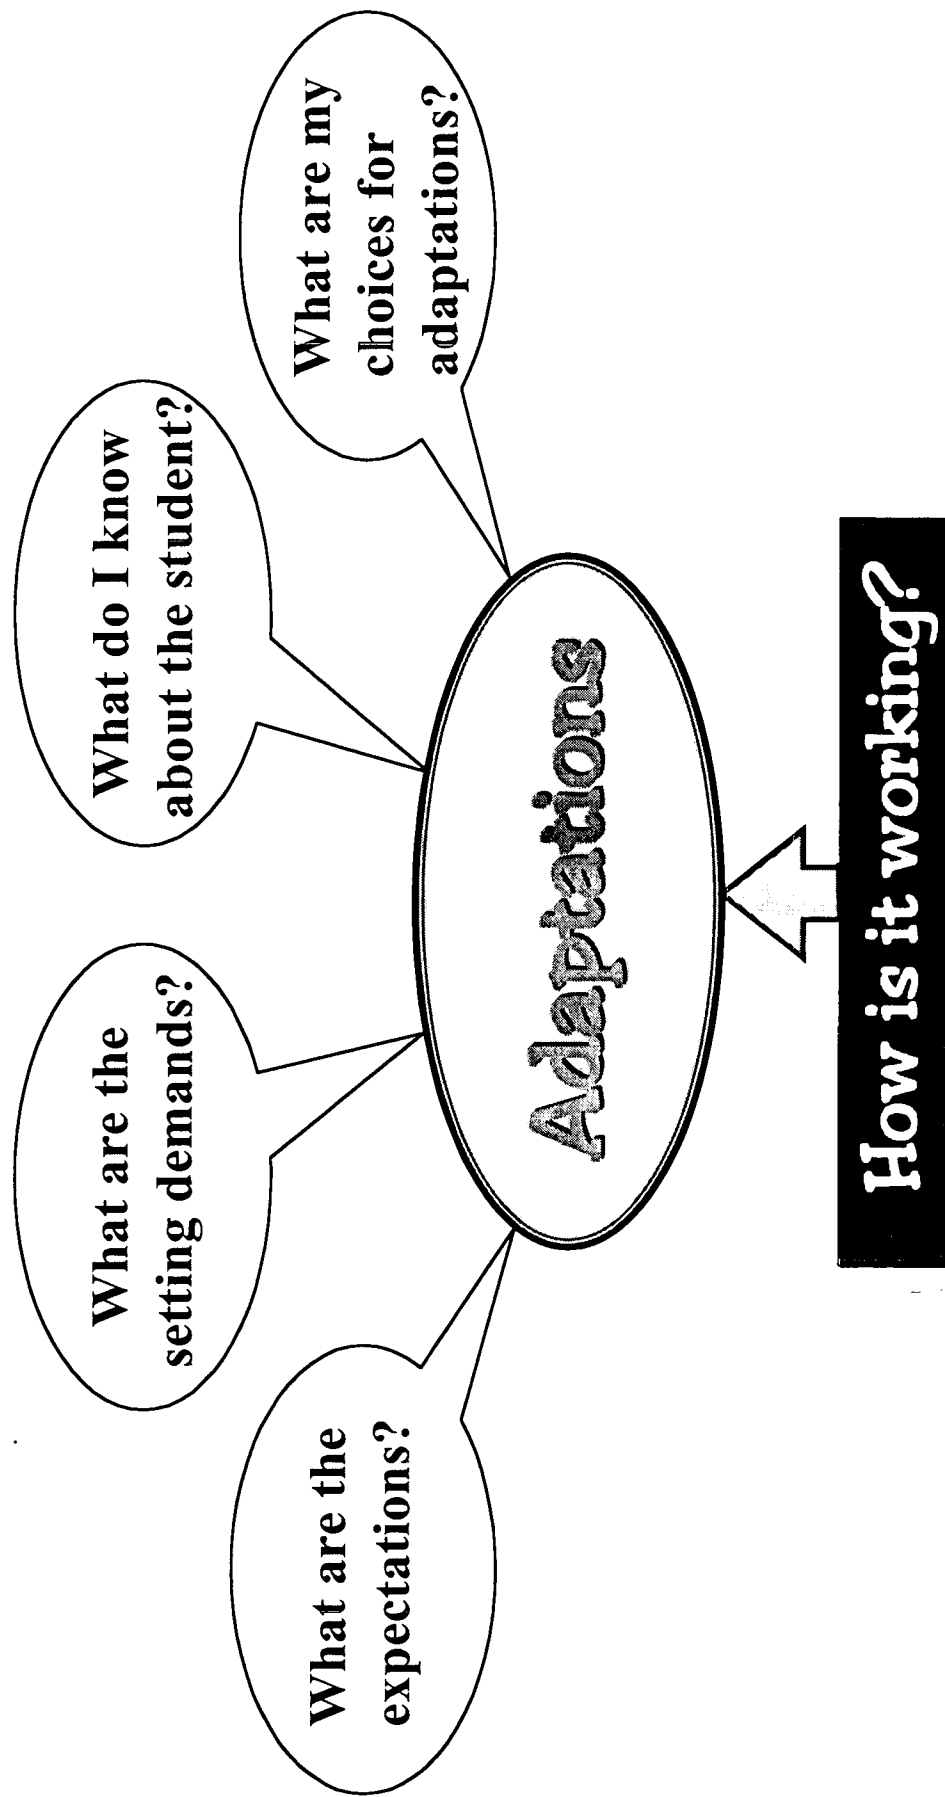 What are the
expectations?
What are the
setting demands?
What do I know
about the student?
What are my
choices for
adaptations?
Adaptations
How is it working?